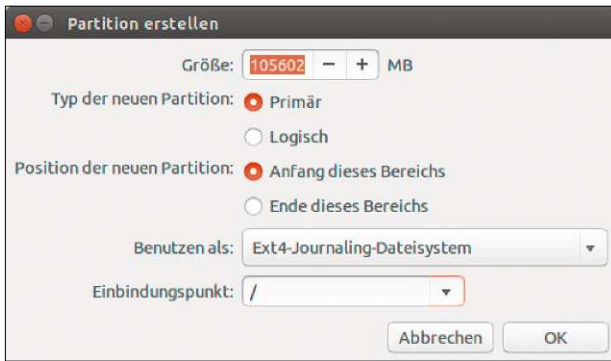 Partition erstellen
Größe: 105602 − + MB
Typ der neuen Partition: Primär
Logisch
Position der neuen Partition: Anfang dieses Bereichs
Ende dieses Bereichs
Benutzen als: Ext4-Journaling-Dateisystem
Einbindungspunkt: /
Abbrechen OK